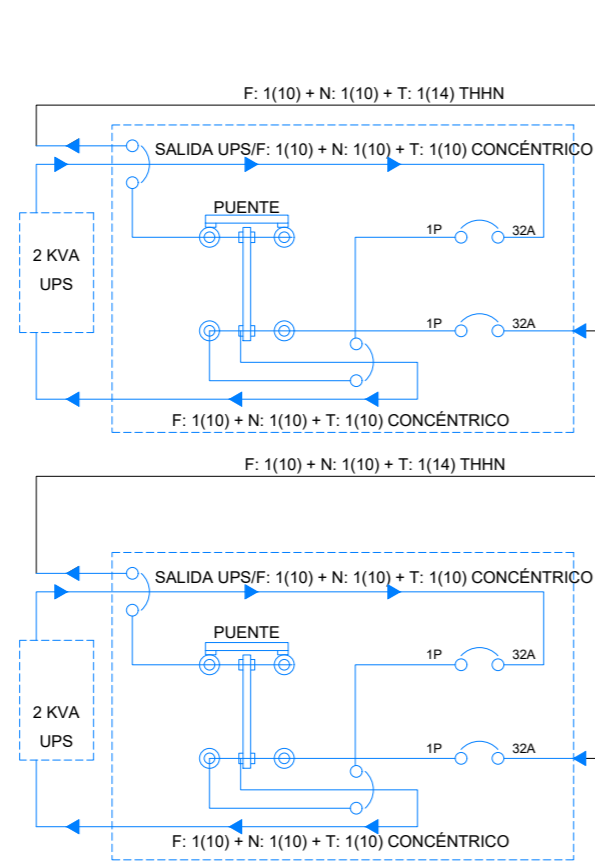 F: 1(10) + N: 1(10) + T: 1(14) THHN
SALIDA UPS/F: 1(10) + N: 1(10) + T: 1(10) CONCÉNTRICO
PUENTE
1P 32A
2 KVA
UPS
1P 32A
F: 1(10) + N: 1(10) + T: 1(10) CONCÉNTRICO
F: 1(10) + N: 1(10) + T: 1(14) THHN
SALIDA UPS/F: 1(10) + N: 1(10) + T: 1(10) CONCÉNTRICO
PUENTE
1P 32A
2 KVA
UPS
1P 32A
F: 1(10) + N: 1(10) + T: 1(10) CONCÉNTRICO